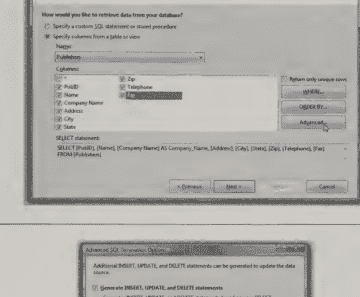 How would you like to retrieve data from your database?
Specify a custom SQL statement or stored procedure
Specify columns from a table or view
Name:
Publishers
Columns:
*
Zip
Return only unique rows
PubID
Telephone
Name
Fax
WHERE...
Company Name
Address
ORDER BY...
City
State
Advanced...
SELECT statement:
SELECT [PubID], [Name], [Company Name] AS Company_Name, [Address], [City], [State], [Zip], [Telephone], [Fax]
FROM [Publishers]
< Previous
Next >
Cancel
Advanced SQL Generation Options
Additional INSERT, UPDATE, and DELETE statements can be generated to update the data
source.
Generate INSERT, UPDATE, and DELETE statements